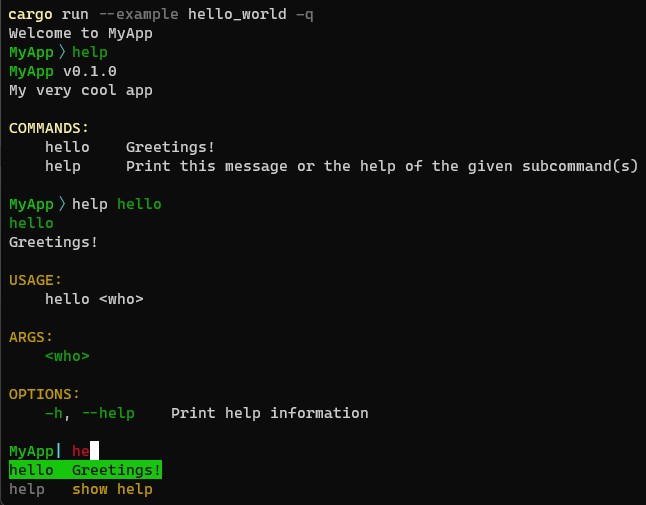 cargo run --example hello_world -q
Welcome to MyApp
MyApp 〉help
MyApp v0.1.0
My very cool app
COMMANDS:
hello Greetings!
help Print this message or the help of the given subcommand(s)
MyApp 〉help hello
hello
Greetings!
USAGE:
hello <who>
ARGS:
<who>
OPTIONS:
-h, --help Print help information
MyApp| he
hello Greetings!
help show help